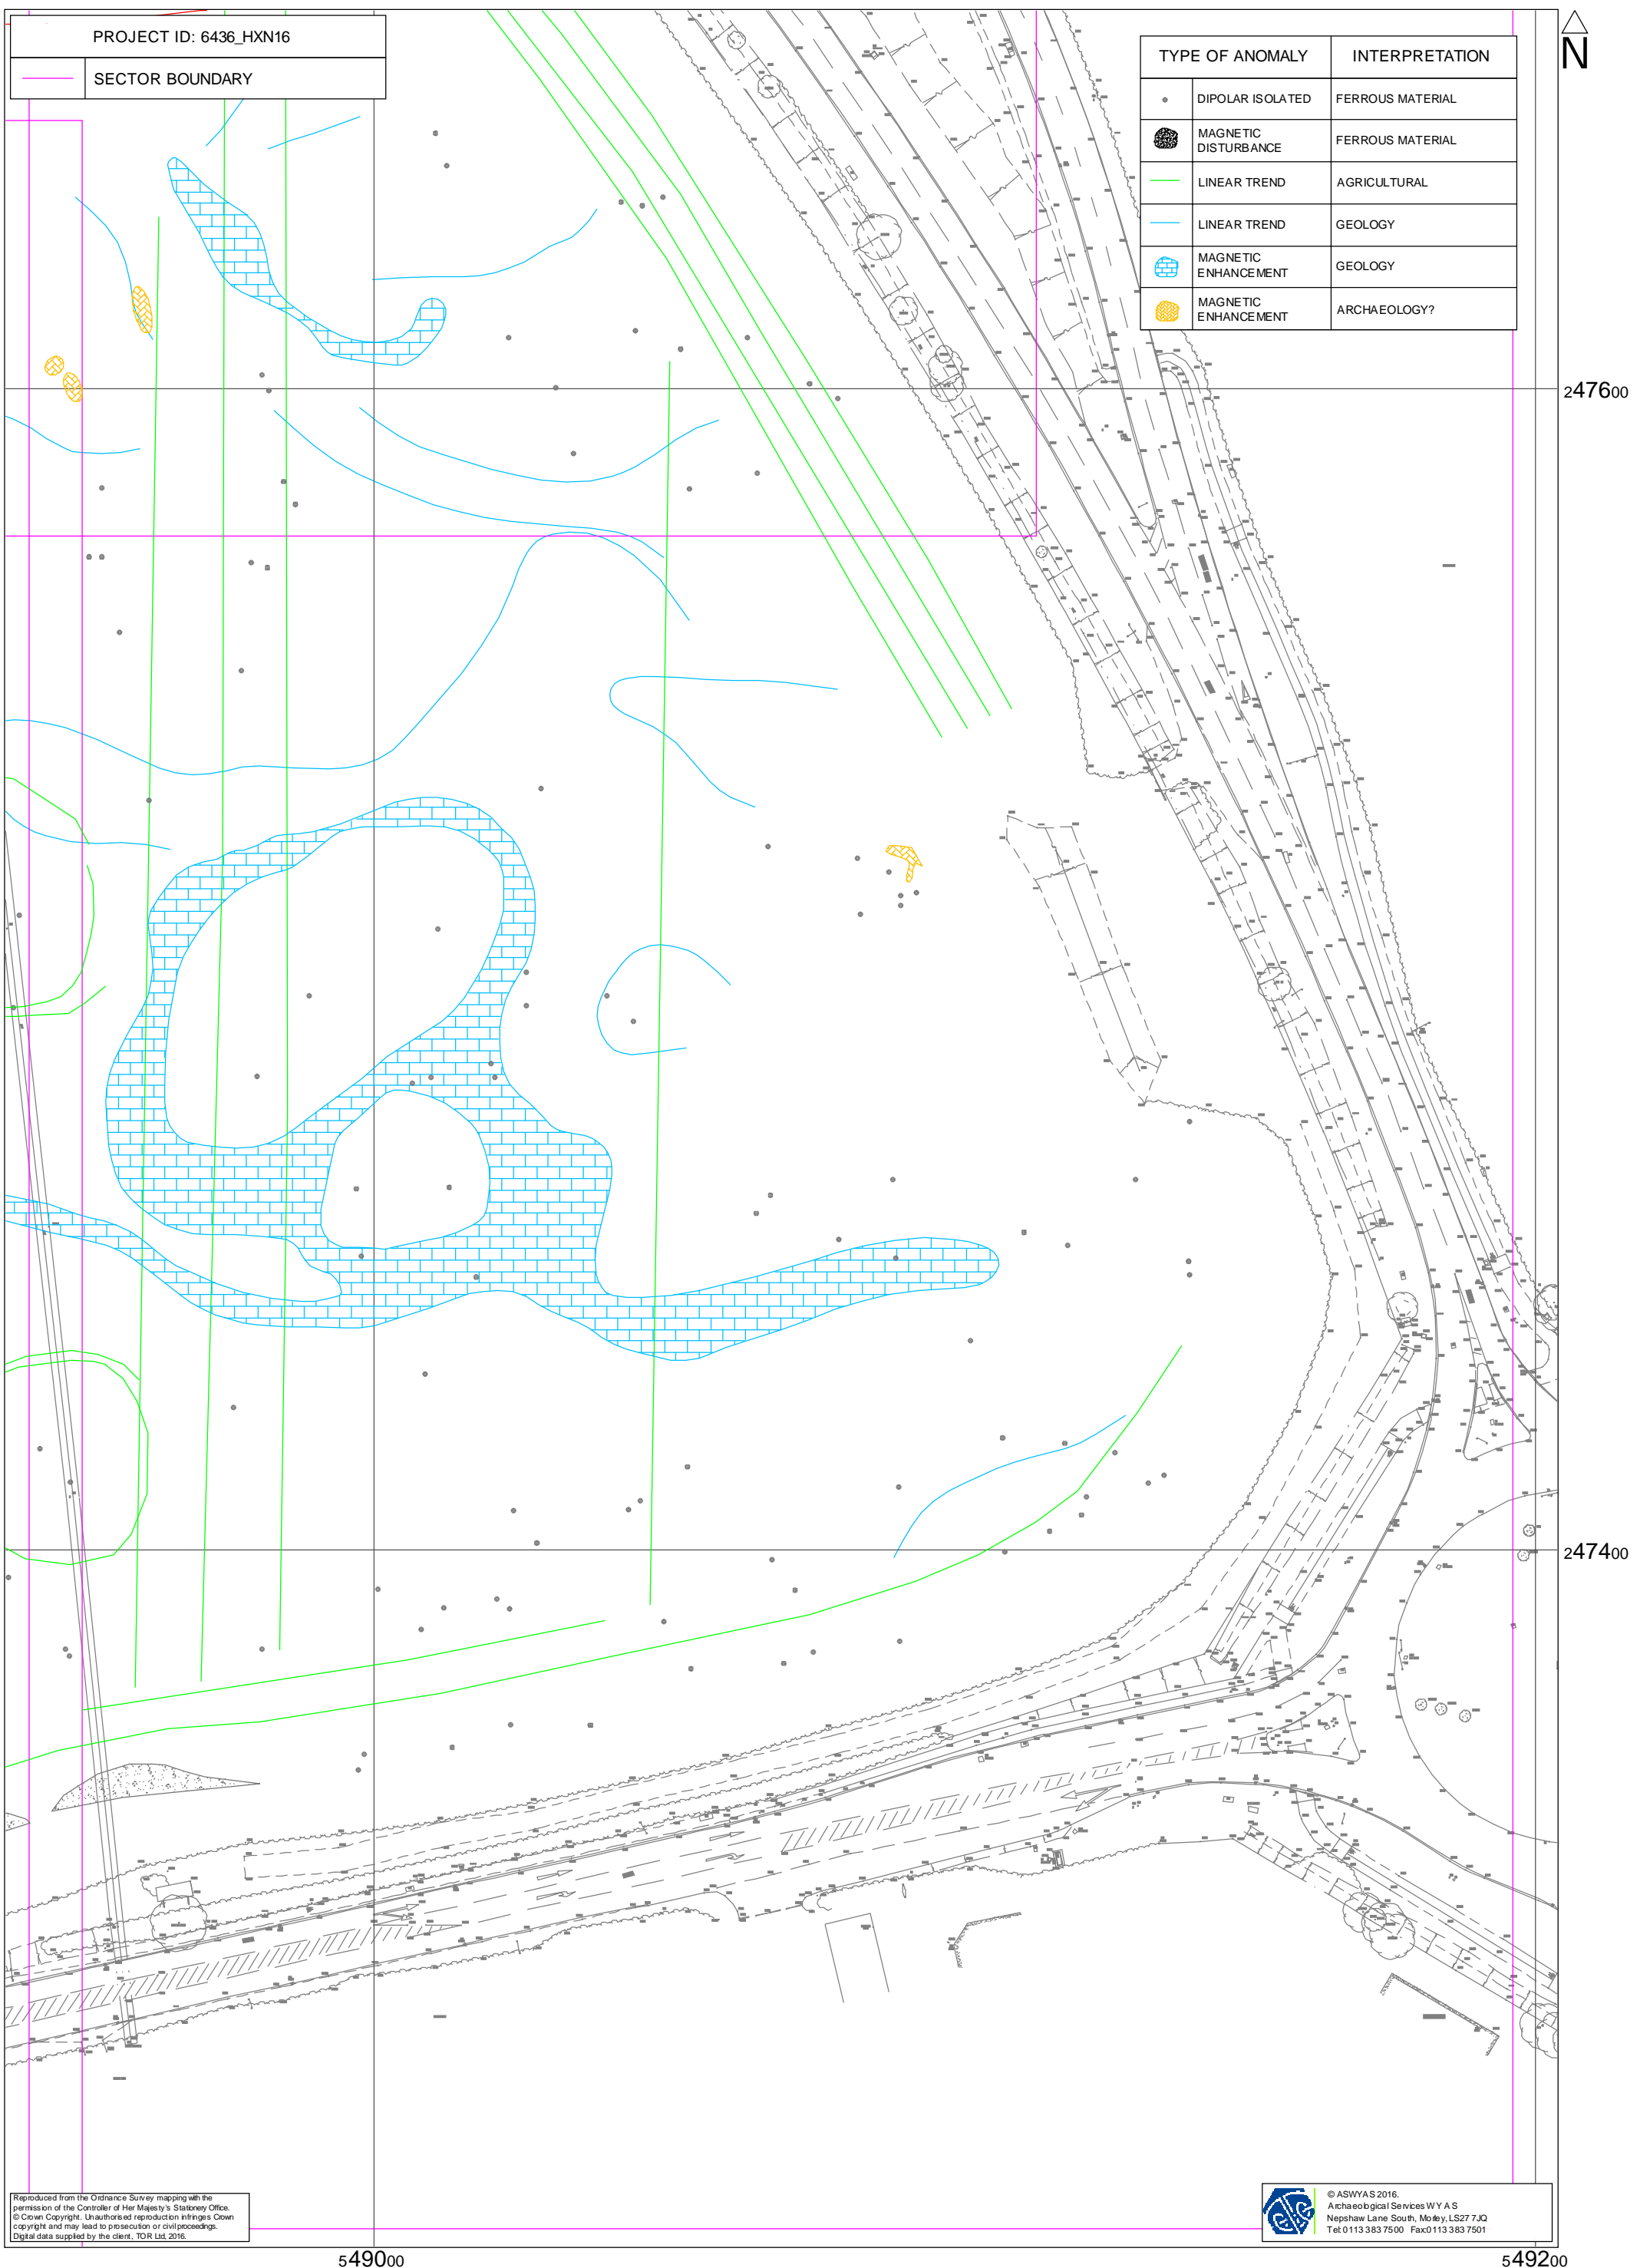 PROJECT ID: 6436_HXN16
SECTOR BOUNDARY
N
TYPE OF ANOMALY INTERPRETATION
DIPOLAR ISOLATED FERROUS MATERIAL
MAGNETIC
DISTURBANCE FERROUS MATERIAL
LINEAR TREND AGRICULTURAL
LINEAR TREND GEOLOGY
MAGNETIC
ENHANCEMENT GEOLOGY
MAGNETIC
ENHANCEMENT ARCHAEOLOGY?
247600
247400
Reproduced from the Ordnance Survey mapping with the
permission of the Controller of Her Majesty's Stationery Office.
© Crown Copyright. Unauthorised reproduction infringes Crown
copyright and may lead to prosecution or civil proceedings.
Digital data supplied by the client, TOR Ltd, 2016.
© ASWYAS 2016.
Archaeological Services W Y A S
Nepshaw Lane South, Morley, LS27 7JQ
Tel: 0113 383 7500 Fax: 0113 383 7501
549000
549200